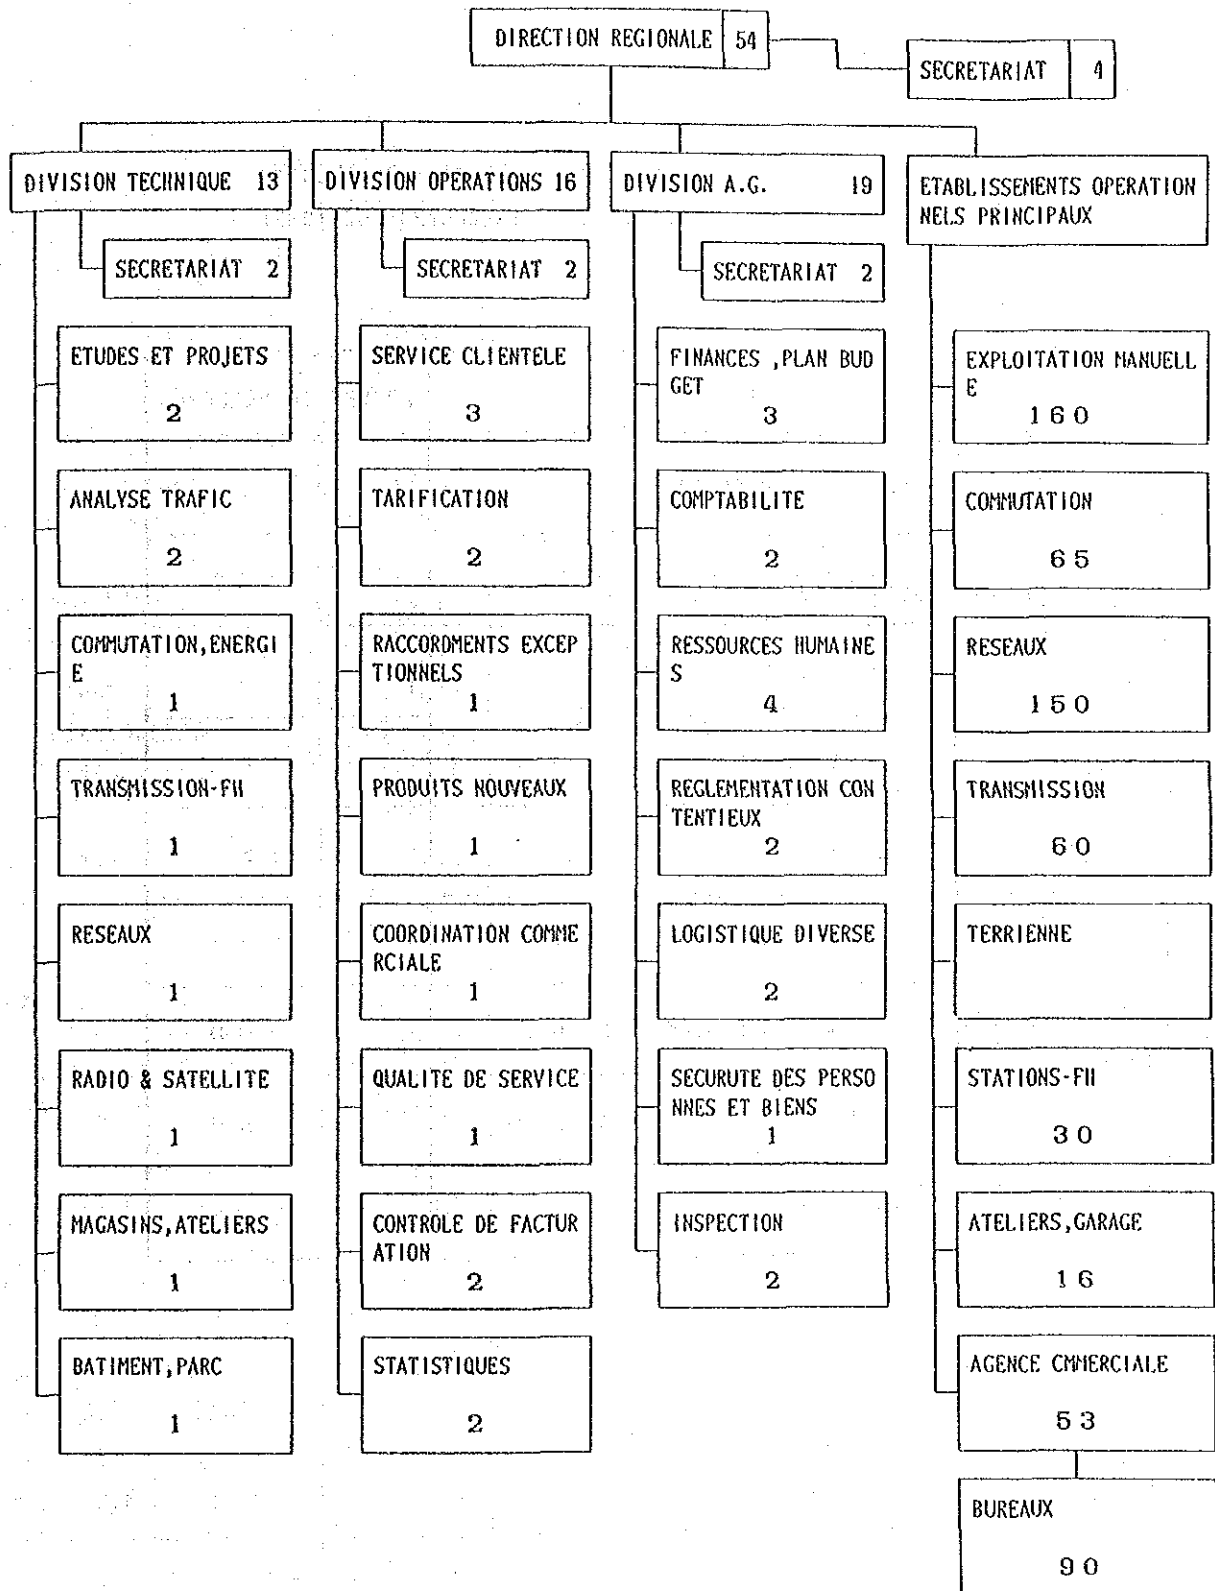 DIRECTION REGIONALE 54
SECRETARIAT 4
DIVISION TECHNIQUE 13
SECRETARIAT 2
ETUDES ET PROJETS
2
ANALYSE TRAFIC
2
COMMUTATION,ENERGI
E
1
TRANSMISSION-FH
1
RESEAUX
1
RADIO & SATELLITE
1
MAGASINS,ATELIERS
1
BATIMENT,PARC
1
DIVISION OPERATIONS 16
SECRETARIAT 2
SERVICE CLIENTELE
3
TARIFICATION
2
RACCORDMENTS EXCEP
TIONNELS
1
PRODUITS NOUVEAUX
1
COORDINATION COMME
RCIALE
1
QUALITE DE SERVICE
1
CONTROLE DE FACTUR
ATION
2
STATISTIQUES
2
DIVISION A.G. 19
SECRETARIAT 2
FINANCES ,PLAN BUD
GET
3
COMPTABILITE
2
RESSOURCES HUMAINE
S
4
REGLEMENTATION CON
TENTIEUX
2
LOGISTIQUE DIVERSE
2
SECURUTE DES PERSO
NNES ET BIENS
1
INSPECTION
2
ETABLISSEMENTS OPERATION
NELS PRINCIPAUX
EXPLOITATION MANUELL
E
160
COMMUTATION
65
RESEAUX
150
TRANSMISSION
60
TERRIENNE
STATIONS-FH
30
ATELIERS,GARAGE
16
AGENCE CMMERCIALE
53
BUREAUX
90